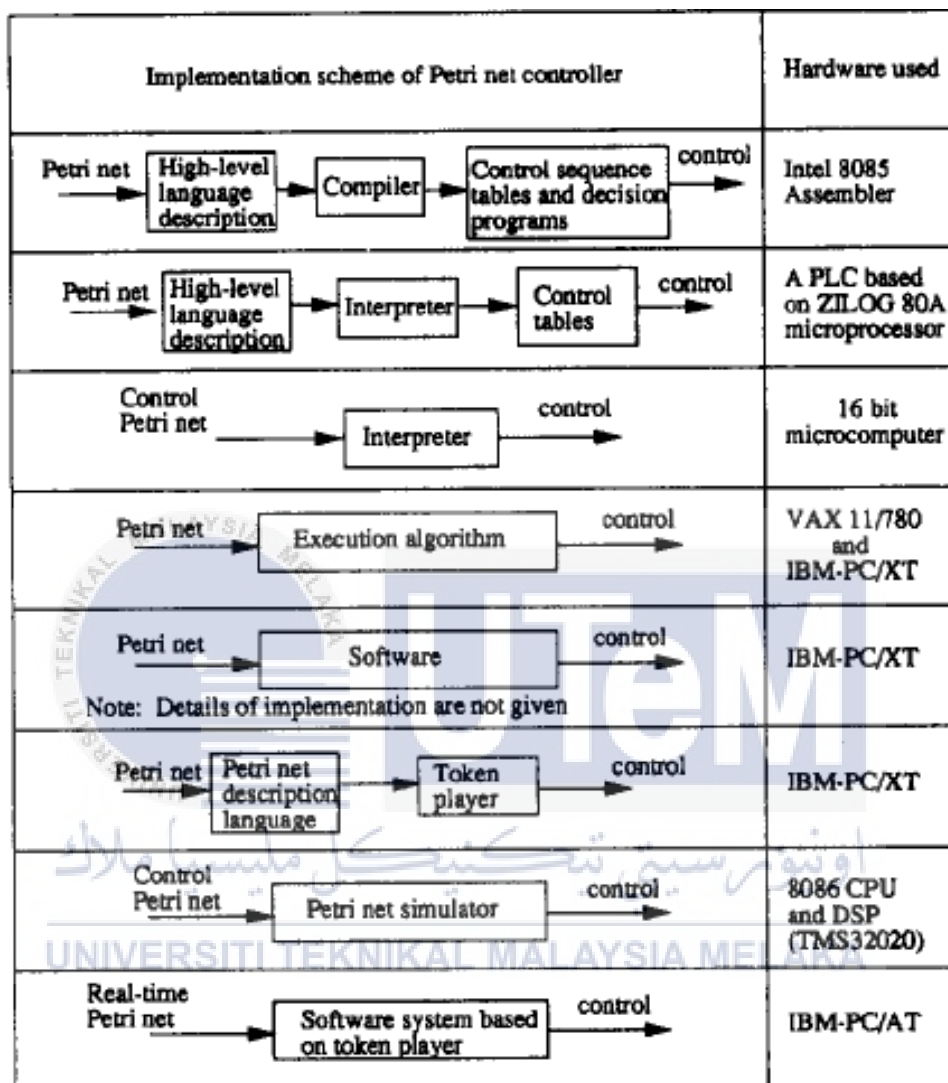 Implementation scheme of Petri net controller
Hardware used
Petri net
High-level
language
description
Compiler
Control sequence
tables and decision
programs
control
Intel 8085
Assembler
Petri net
High-level
language
description
Interpreter
Control
tables
control
A PLC based
on ZILOG 80A
microprocessor
Control
Petri net
Interpreter
control
16 bit
microcomputer
Petri net
Execution algorithm
control
VAX 11/780
and
IBM-PC/XT
Petri net
Software
control
IBM-PC/XT
Note: Details of implementation are not given
Petri net
Petri net
description
language
Token
player
control
IBM-PC/XT
Control
Petri net
Petri net simulator
control
8086 CPU
and DSP
(TMS32020)
Real-time
Petri net
Software system based
on token player
control
IBM-PC/AT
UTeM
اونيۏرسيتي تيکنيکل مليسيا ملاك
UNIVERSITI TEKNIKAL MALAYSIA MELAKA